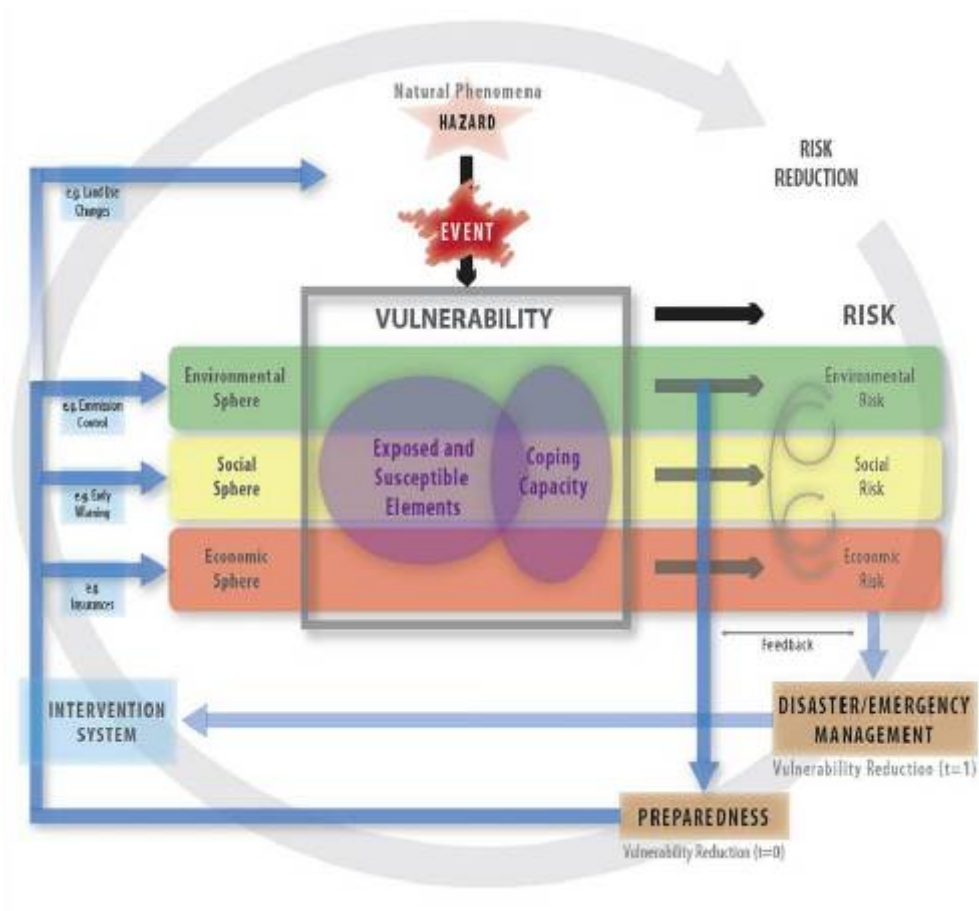 Natural Phenomena
HAZARD
RISK
REDUCTION
e.g. Land Use
Changes
EVENT
VULNERABILITY
RISK
Environmental
Sphere
Environmental
Risk
e.g. Emmission
Control
Exposed and
Susceptible
Elements
Coping
Capacity
Social
Sphere
Social
Risk
e.g. Early
Warning
Economic
Sphere
Economic
Risk
e.g.
Insurances
Feedback
INTERVENTION
SYSTEM
DISASTER/EMERGENCY
MANAGEMENT
Vulnerability Reduction (t=1)
PREPAREDNESS
Vulnerability Reduction (t=0)